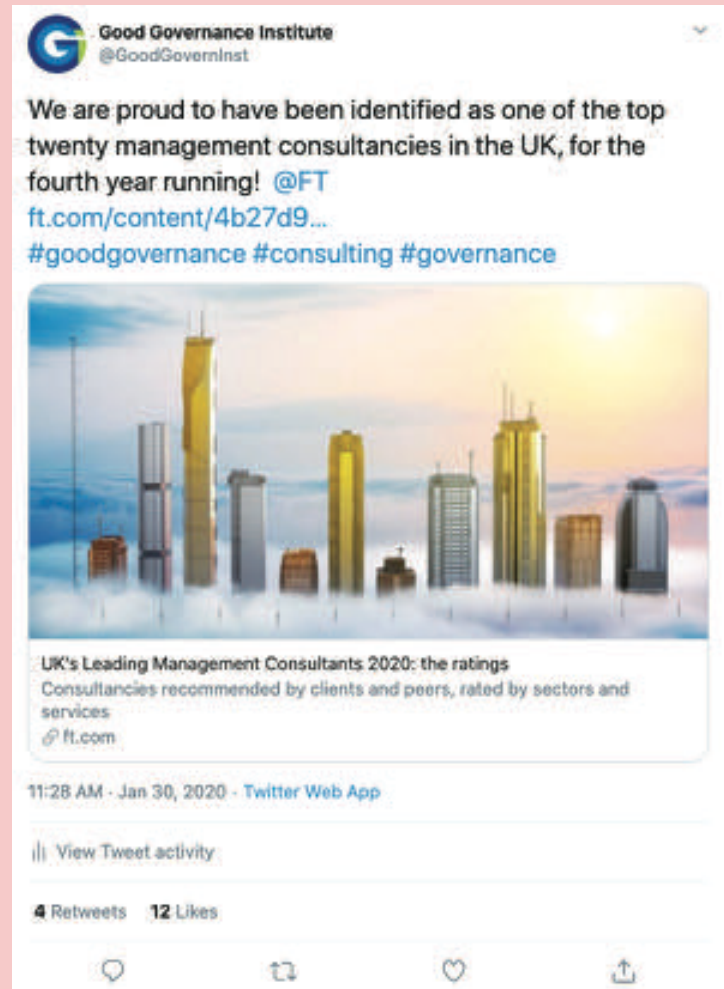 Good Governance Institute
@GoodGovernInst
We are proud to have been identified as one of the top
twenty management consultancies in the UK, for the
fourth year running! @FT
ft.com/content/4b27d9...
#goodgovernance #consulting #governance
UK's Leading Management Consultants 2020: the ratings
Consultancies recommended by clients and peers, rated by sectors and
services
ft.com
11:28 AM · Jan 30, 2020 · Twitter Web App
View Tweet activity
4 Retweets 12 Likes